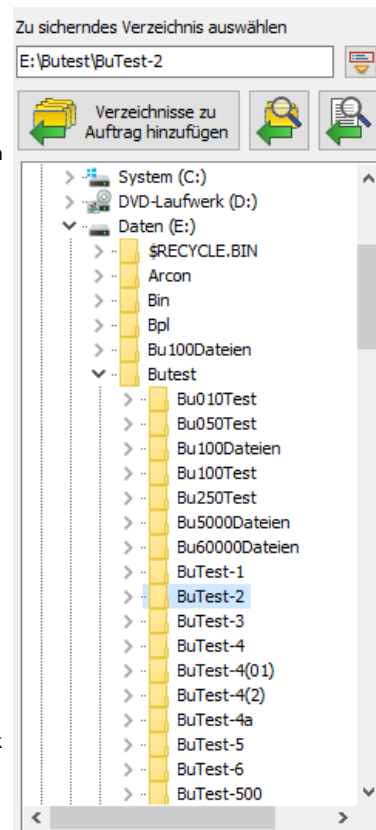 Zu sicherndes Verzeichnis auswählen
E:\Butest\BuTest-2
Verzeichnisse zu
Auftrag hinzufügen
System (C:)
DVD-Laufwerk (D:)
Daten (E:)
$RECYCLE.BIN
Arcon
Bin
Bpl
Bu100Dateien
Butest
Bu010Test
Bu050Test
Bu100Dateien
Bu100Test
Bu250Test
Bu5000Dateien
Bu60000Dateien
BuTest-1
BuTest-2
BuTest-3
BuTest-4
BuTest-4(01)
BuTest-4(2)
BuTest-4a
BuTest-5
BuTest-6
BuTest-500